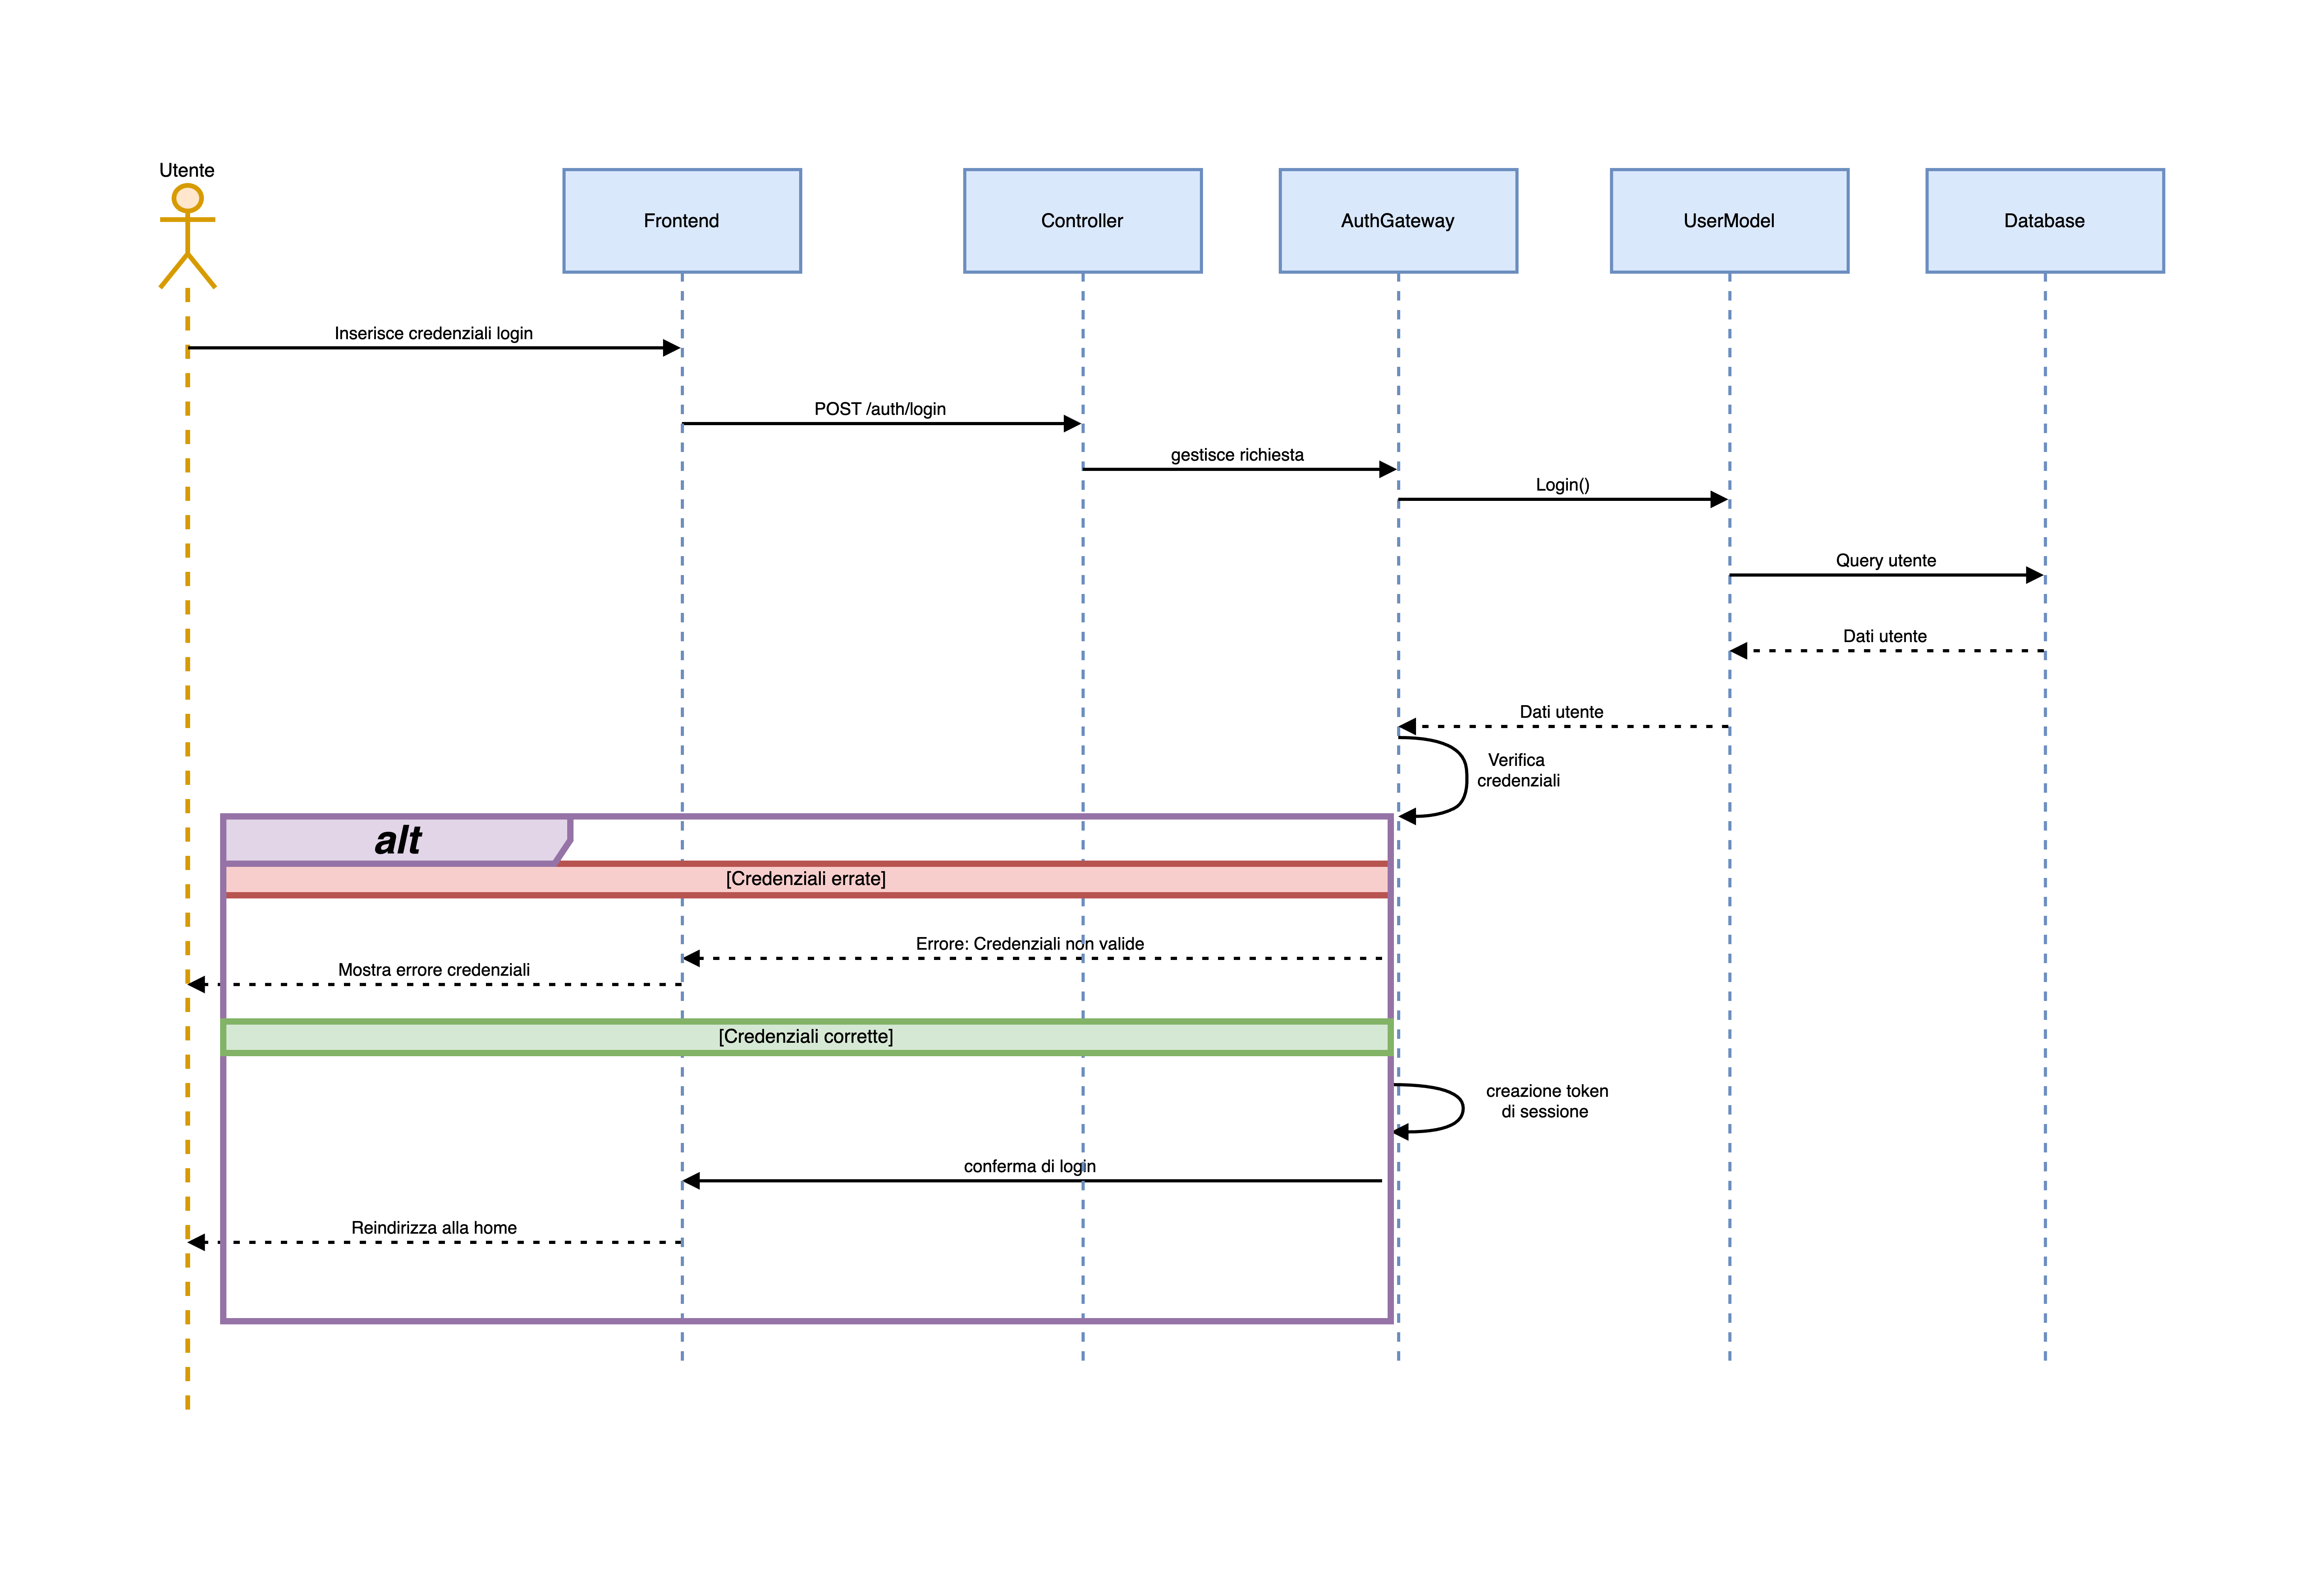 Utente
Frontend
Controller
AuthGateway
UserModel
Database
Inserisce credenziali login
POST /auth/login
gestisce richiesta
Login()
Query utente
Dati utente
Dati utente
Verifica
credenziali
alt
[Credenziali errate]
Errore: Credenziali non valide
Mostra errore credenziali
[Credenziali corrette]
creazione token
di sessione
conferma di login
Reindirizza alla home